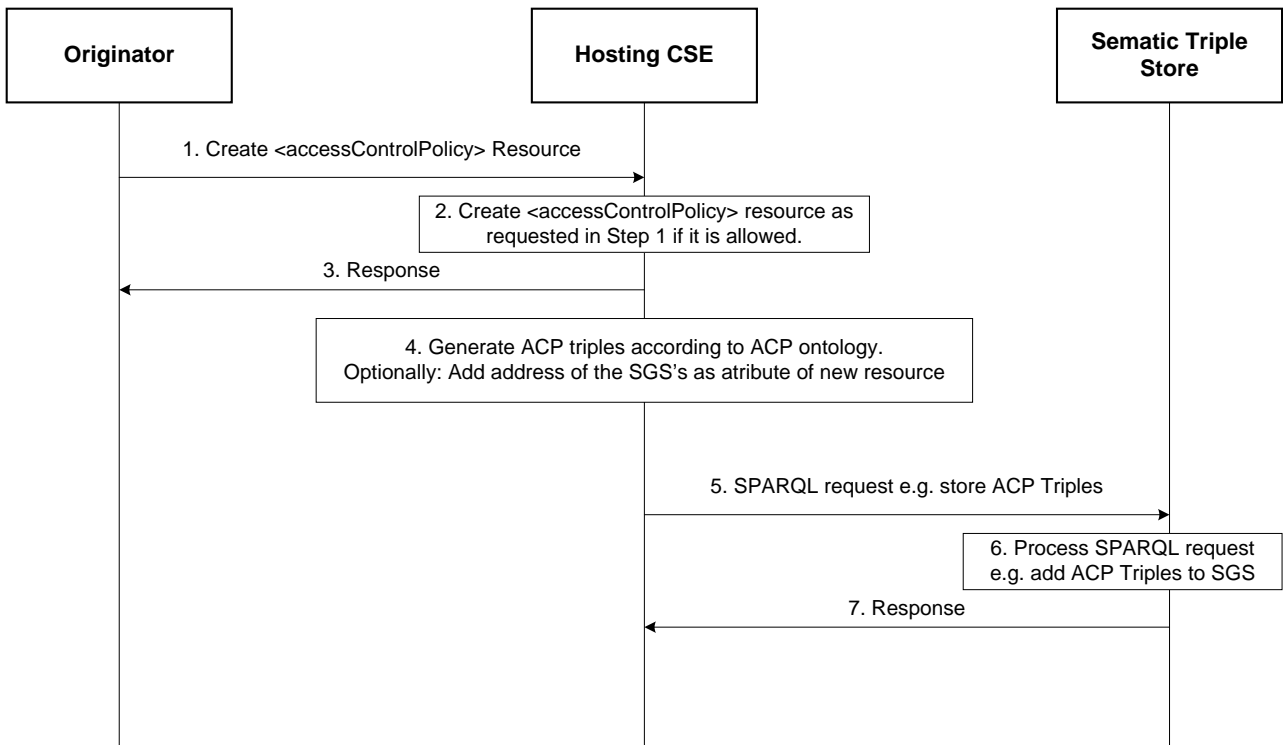 Originator
Hosting CSE
Sematic Triple
Store
1. Create <accessControlPolicy> Resource
2. Create <accessControlPolicy> resource as
requested in Step 1 if it is allowed.
3. Response
4. Generate ACP triples according to ACP ontology.
Optionally: Add address of the SGS's as atribute of new resource
5. SPARQL request e.g. store ACP Triples
6. Process SPARQL request
e.g. add ACP Triples to SGS
7. Response